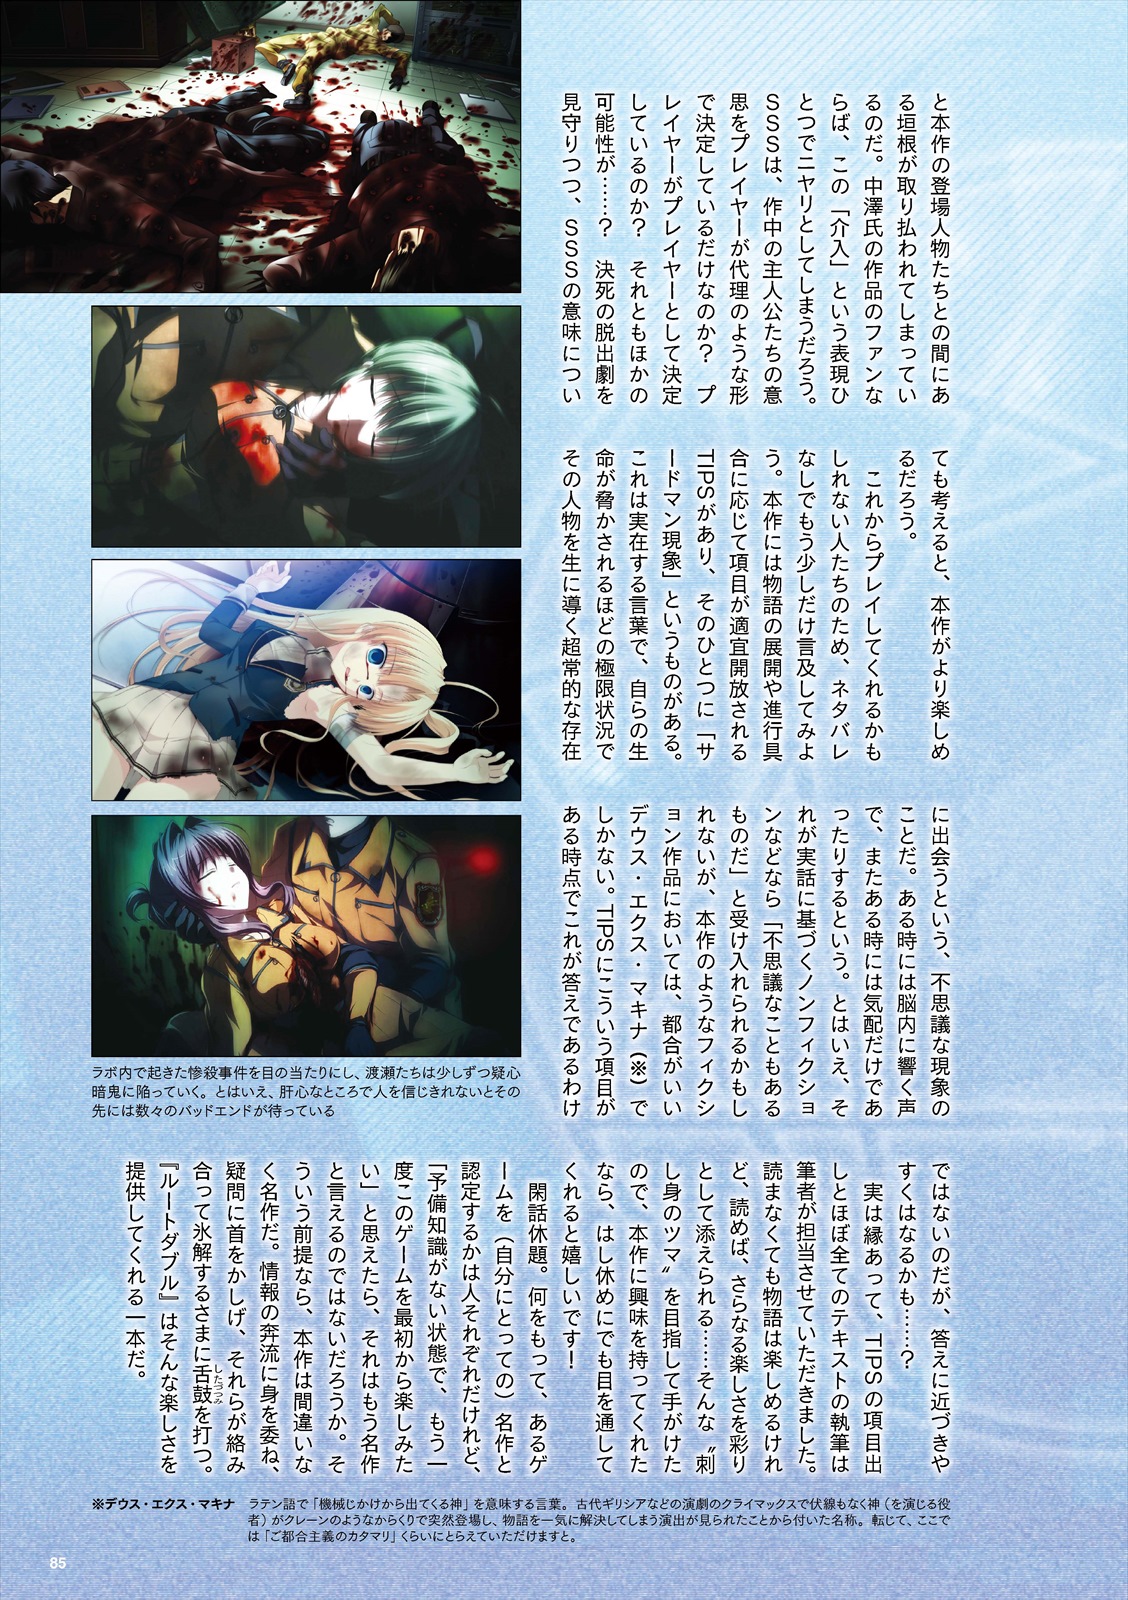 と本作の登場人物たちとの間にあ
る垣根が取り払われてしまってい
るのだ。中澤氏の作品のファンな
らば、この「介入」という表現ひ
とつでニヤリとしてしまうだろう。
SSSは、作中の主人公たちの意
思をプレイヤーが代理のような形
で決定しているだけなのか？　プ
レイヤーがプレイヤーとして決定
しているのか？　それともほかの
可能性が……？　決死の脱出劇を
見守りつつ、SSSの意味につい
ても考えると、本作がより楽しめ
るだろう。
　これからプレイしてくれるかも
しれない人たちのため、ネタバレ
なしでもう少しだけ言及してみよ
う。本作には物語の展開や進行具
合に応じて項目が適宜開放される
TIPSがあり、そのひとつに「サ
ードマン現象」というものがある。
これは実在する言葉で、自らの生
命が脅かされるほどの極限状況で
その人物を生に導く超常的な存在
に出会うという、不思議な現象の
ことだ。ある時には脳内に響く声
で、またある時には気配だけであ
ったりするという。とはいえ、そ
れが実話に基づくノンフィクショ
ンなどなら「不思議なこともある
ものだ」と受け入れられるかもし
れないが、本作のようなフィクシ
ョン作品においては、都合がいい
デウス・エクス・マキナ（※）で
しかない。TIPSにこういう項目が
ある時点でこれが答えであるわけ
ではないのだが、答えに近づきや
すくはなるかも……？
　実は縁あって、TIPSの項目出
しとほぼ全てのテキストの執筆は
筆者が担当させていただきました。
読まなくても物語は楽しめるけれ
ど、読めば、さらなる楽しさを彩り
として添えられる……そんな〝刺
し身のツマ〟を目指して手がけた
ので、本作に興味を持ってくれた
なら、はし休めにでも目を通して
くれると嬉しいです！
　閑話休題。何をもって、あるゲ
ームを（自分にとっての）名作と
認定するかは人それぞれだけれど、
「予備知識がない状態で、もう一
度このゲームを最初から楽しみた
い」と思えたら、それはもう名作
と言えるのではないだろうか。そ
ういう前提なら、本作は間違いな
く名作だ。情報の奔流に身を委ね、
疑問に首をかしげ、それらが絡み
合って氷解するさまに舌鼓を打つ。
したつづみ
『ルートダブル』はそんな楽しさを
提供してくれる一本だ。
ラボ内で起きた惨殺事件を目の当たりにし、渡瀬たちは少しずつ疑心
暗鬼に陥っていく。とはいえ、肝心なところで人を信じきれないとその
先には数々のバッドエンドが待っている
※デウス・エクス・マキナ　ラテン語で「機械じかけから出てくる神」を意味する言葉。古代ギリシアなどの演劇のクライマックスで伏線もなく神（を演じる役
者）がクレーンのようなからくりで突然登場し、物語を一気に解決してしまう演出が見られたことから付いた名称。転じて、ここで
は「ご都合主義のカタマリ」くらいにとらえていただけますと。
85